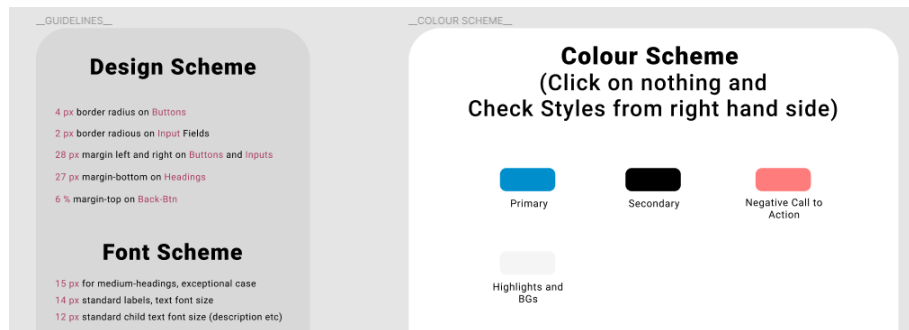 __GUIDELINES__
Design Scheme
4 px border radius on Buttons
2 px border radious on Input Fields
28 px margin left and right on Buttons and Inputs
27 px margin-bottom on Headings
6 % margin-top on Back-Btn
Font Scheme
15 px for medium-headings, exceptional case
14 px standard labels, text font size
12 px standard child text font size (description etc)
__COLOUR SCHEME__
Colour Scheme
(Click on nothing and
Check Styles from right hand side)
Primary
Secondary
Negative Call to
Action
Highlights and
BGs